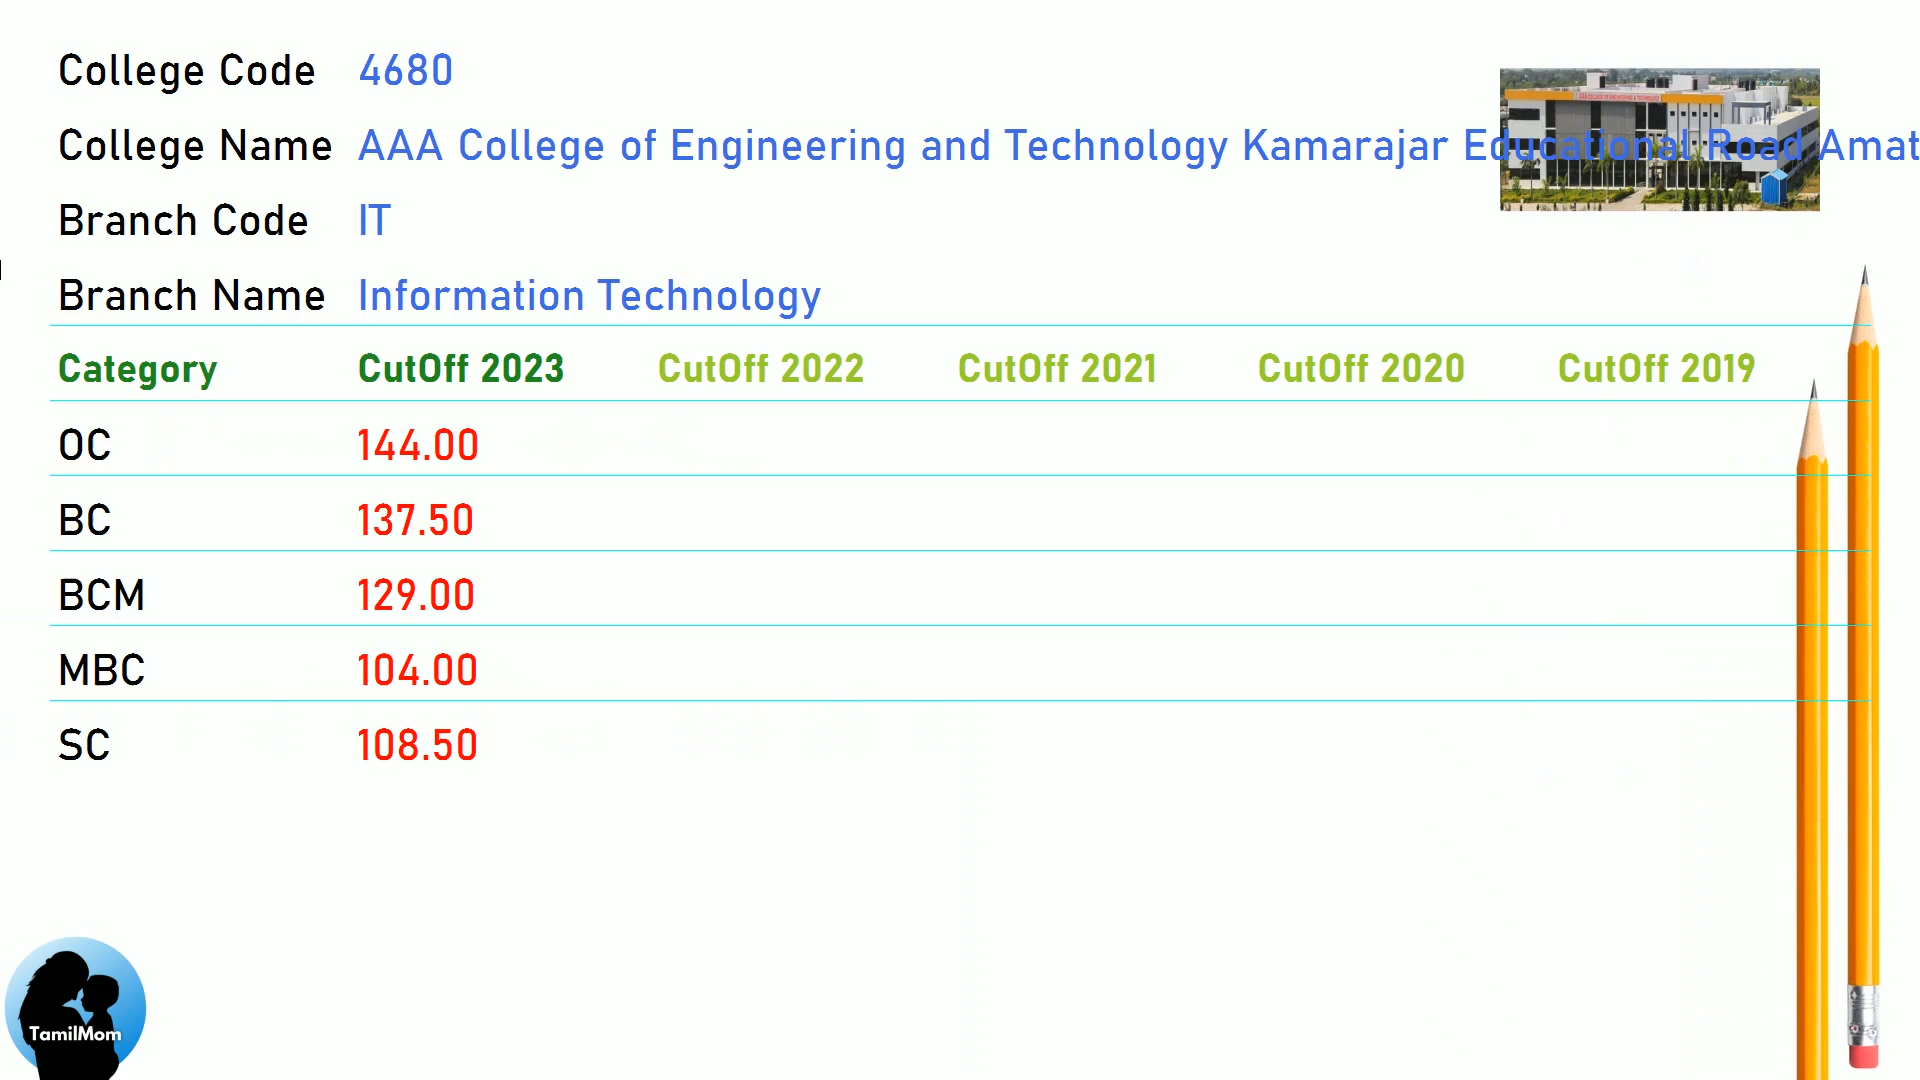 College Code 4680
College Name AAA College of Engineering and Technology Kamarajar Educational Road Amat
Branch Code IT
Branch Name Information Technology
Category CutOff 2023 CutOff 2022 CutOff 2021 CutOff 2020 CutOff 2019
OC 144.00
BC 137.50
BCM 129.00
MBC 104.00
SC 108.50
TamilMom